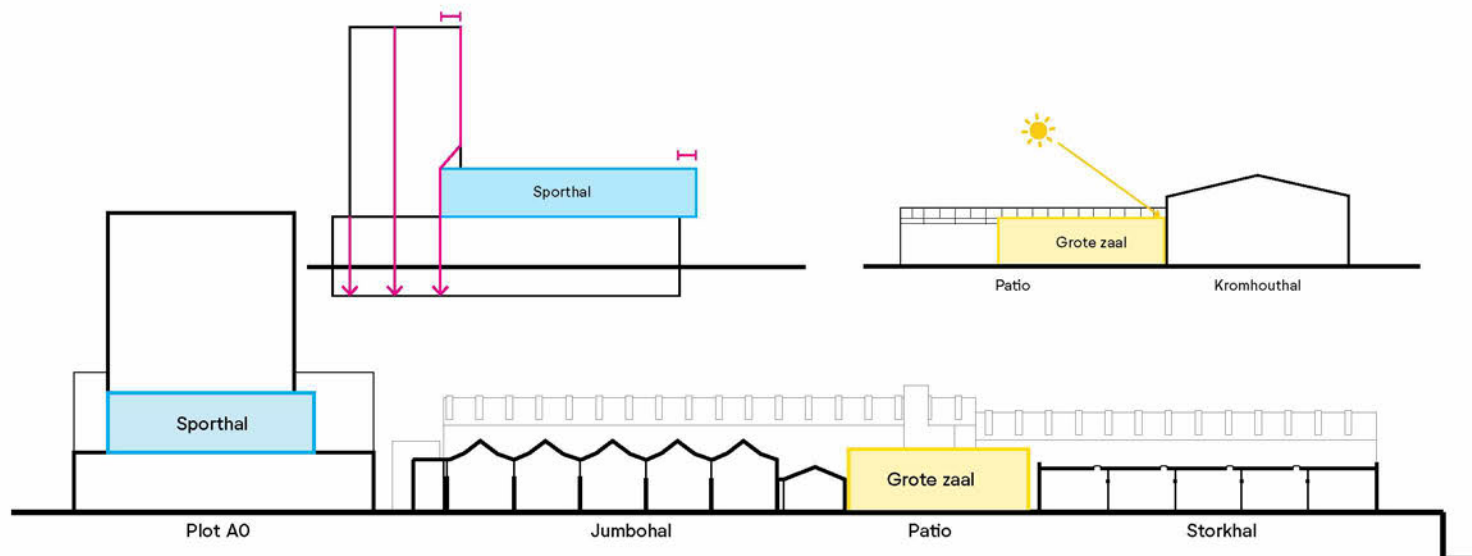 Sporthal
Grote zaal
Patio
Kromhouthal
Sporthal
Grote zaal
Plot A0
Jumbohal
Patio
Storkhal